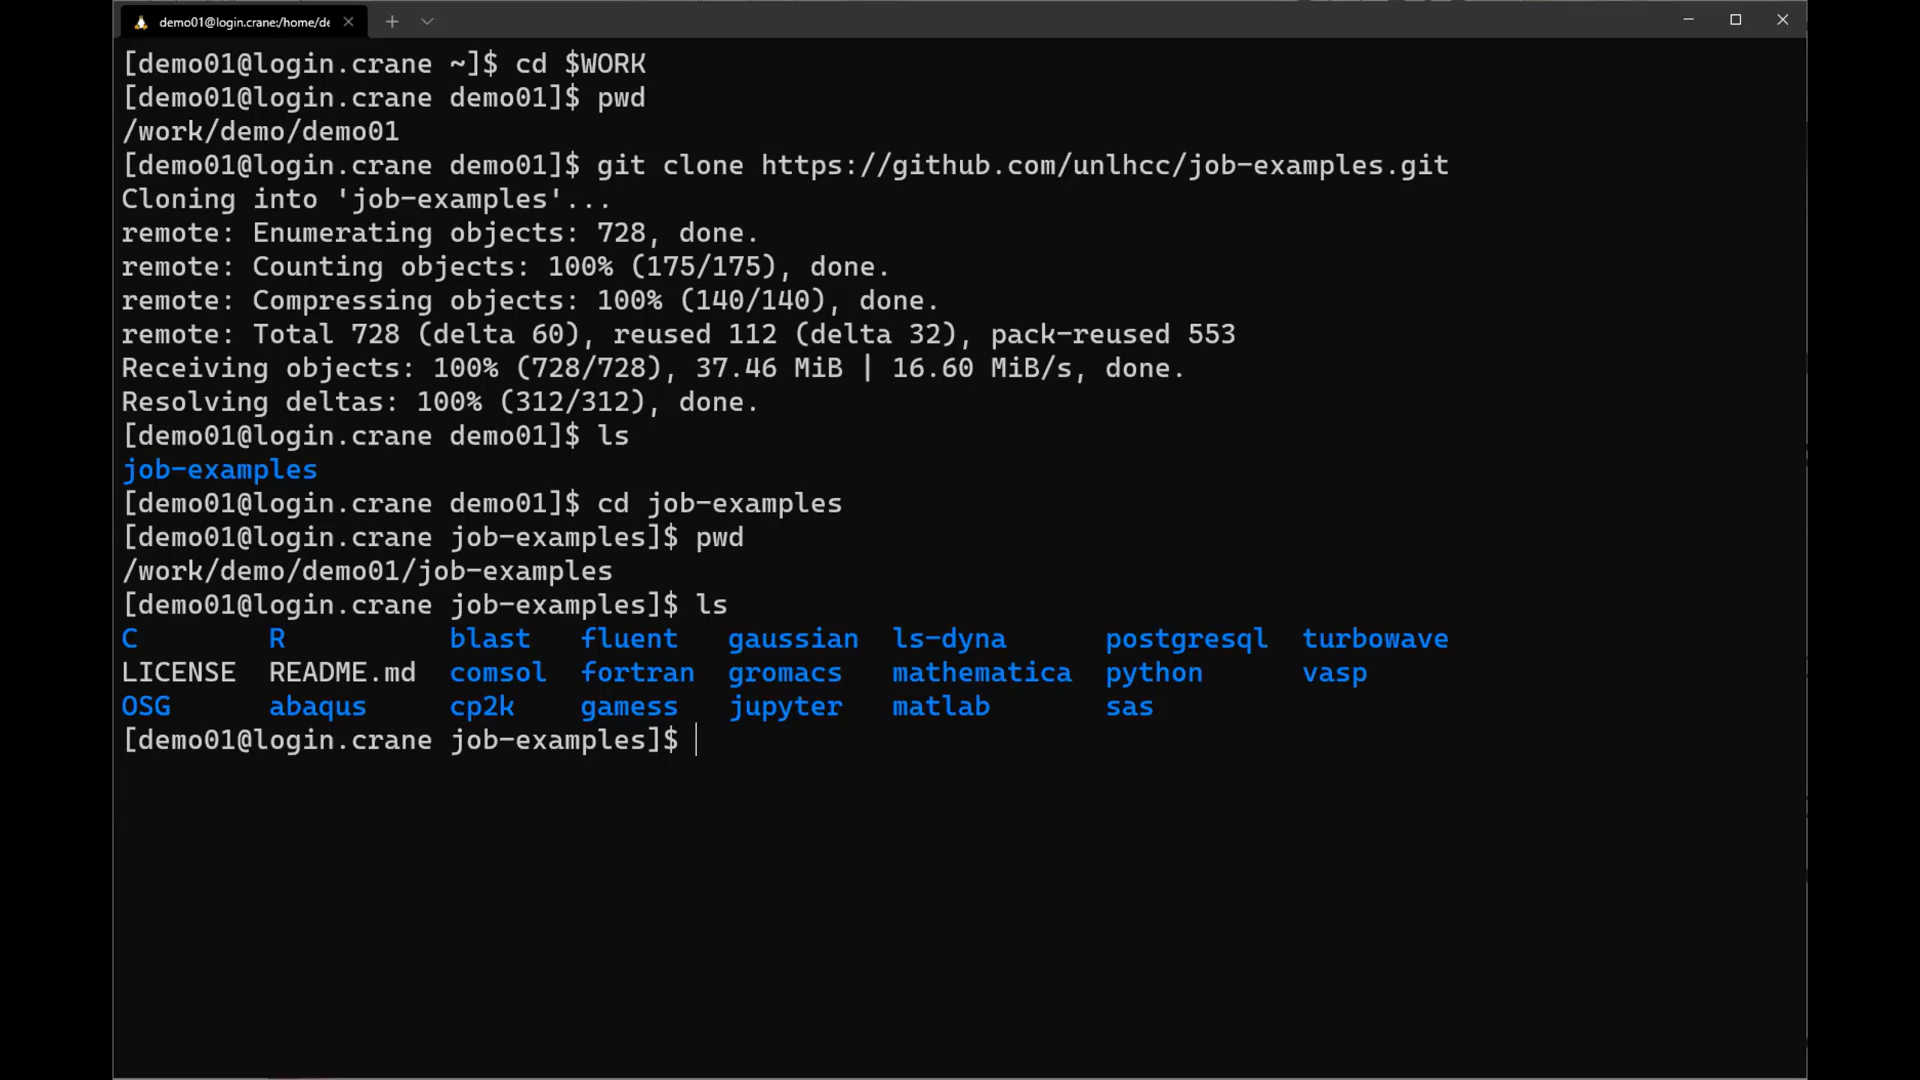 demo01@login.crane:/home/de
[demo01@login.crane ~]$ cd $WORK
[demo01@login.crane demo01]$ pwd
/work/demo/demo01
[demo01@login.crane demo01]$ git clone https://github.com/unlhcc/job-examples.git
Cloning into 'job-examples'...
remote: Enumerating objects: 728, done.
remote: Counting objects: 100% (175/175), done.
remote: Compressing objects: 100% (140/140), done.
remote: Total 728 (delta 60), reused 112 (delta 32), pack-reused 553
Receiving objects: 100% (728/728), 37.46 MiB | 16.60 MiB/s, done.
Resolving deltas: 100% (312/312), done.
[demo01@login.crane demo01]$ ls
job-examples
[demo01@login.crane demo01]$ cd job-examples
[demo01@login.crane job-examples]$ pwd
/work/demo/demo01/job-examples
[demo01@login.crane job-examples]$ ls
C R blast fluent gaussian ls-dyna postgresql turbowave
LICENSE README.md comsol fortran gromacs mathematica python vasp
OSG abaqus cp2k gamess jupyter matlab sas
[demo01@login.crane job-examples]$